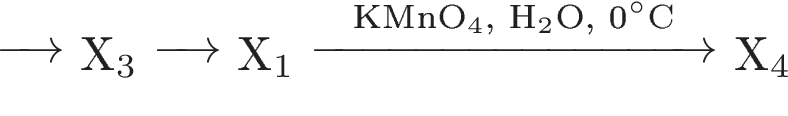 KMnO₄, H₂O, 0°C
⟶ X₃ ⟶ X₁ ⟶ X₄